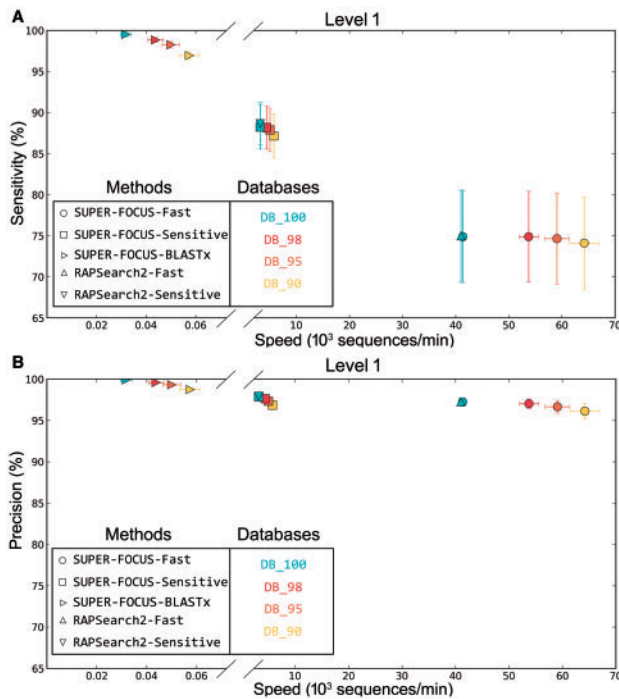 A
Level 1
100
95
90
85
80
75
70
65
Sensitivity (%)
Methods
Databases
SUPER-FOCUS-Fast
SUPER-FOCUS-Sensitive
SUPER-FOCUS-BLASTx
RAPSearch2-Fast
RAPSearch2-Sensitive
DB_100
DB_98
DB_95
DB_90
0.02 0.04 0.06 10 20 30 40 50 60 70
Speed (10³ sequences/min)
B
Level 1
100
95
90
85
80
75
70
65
Precision (%)
Methods
Databases
SUPER-FOCUS-Fast
SUPER-FOCUS-Sensitive
SUPER-FOCUS-BLASTx
RAPSearch2-Fast
RAPSearch2-Sensitive
DB_100
DB_98
DB_95
DB_90
0.02 0.04 0.06 10 20 30 40 50 60 70
Speed (10³ sequences/min)